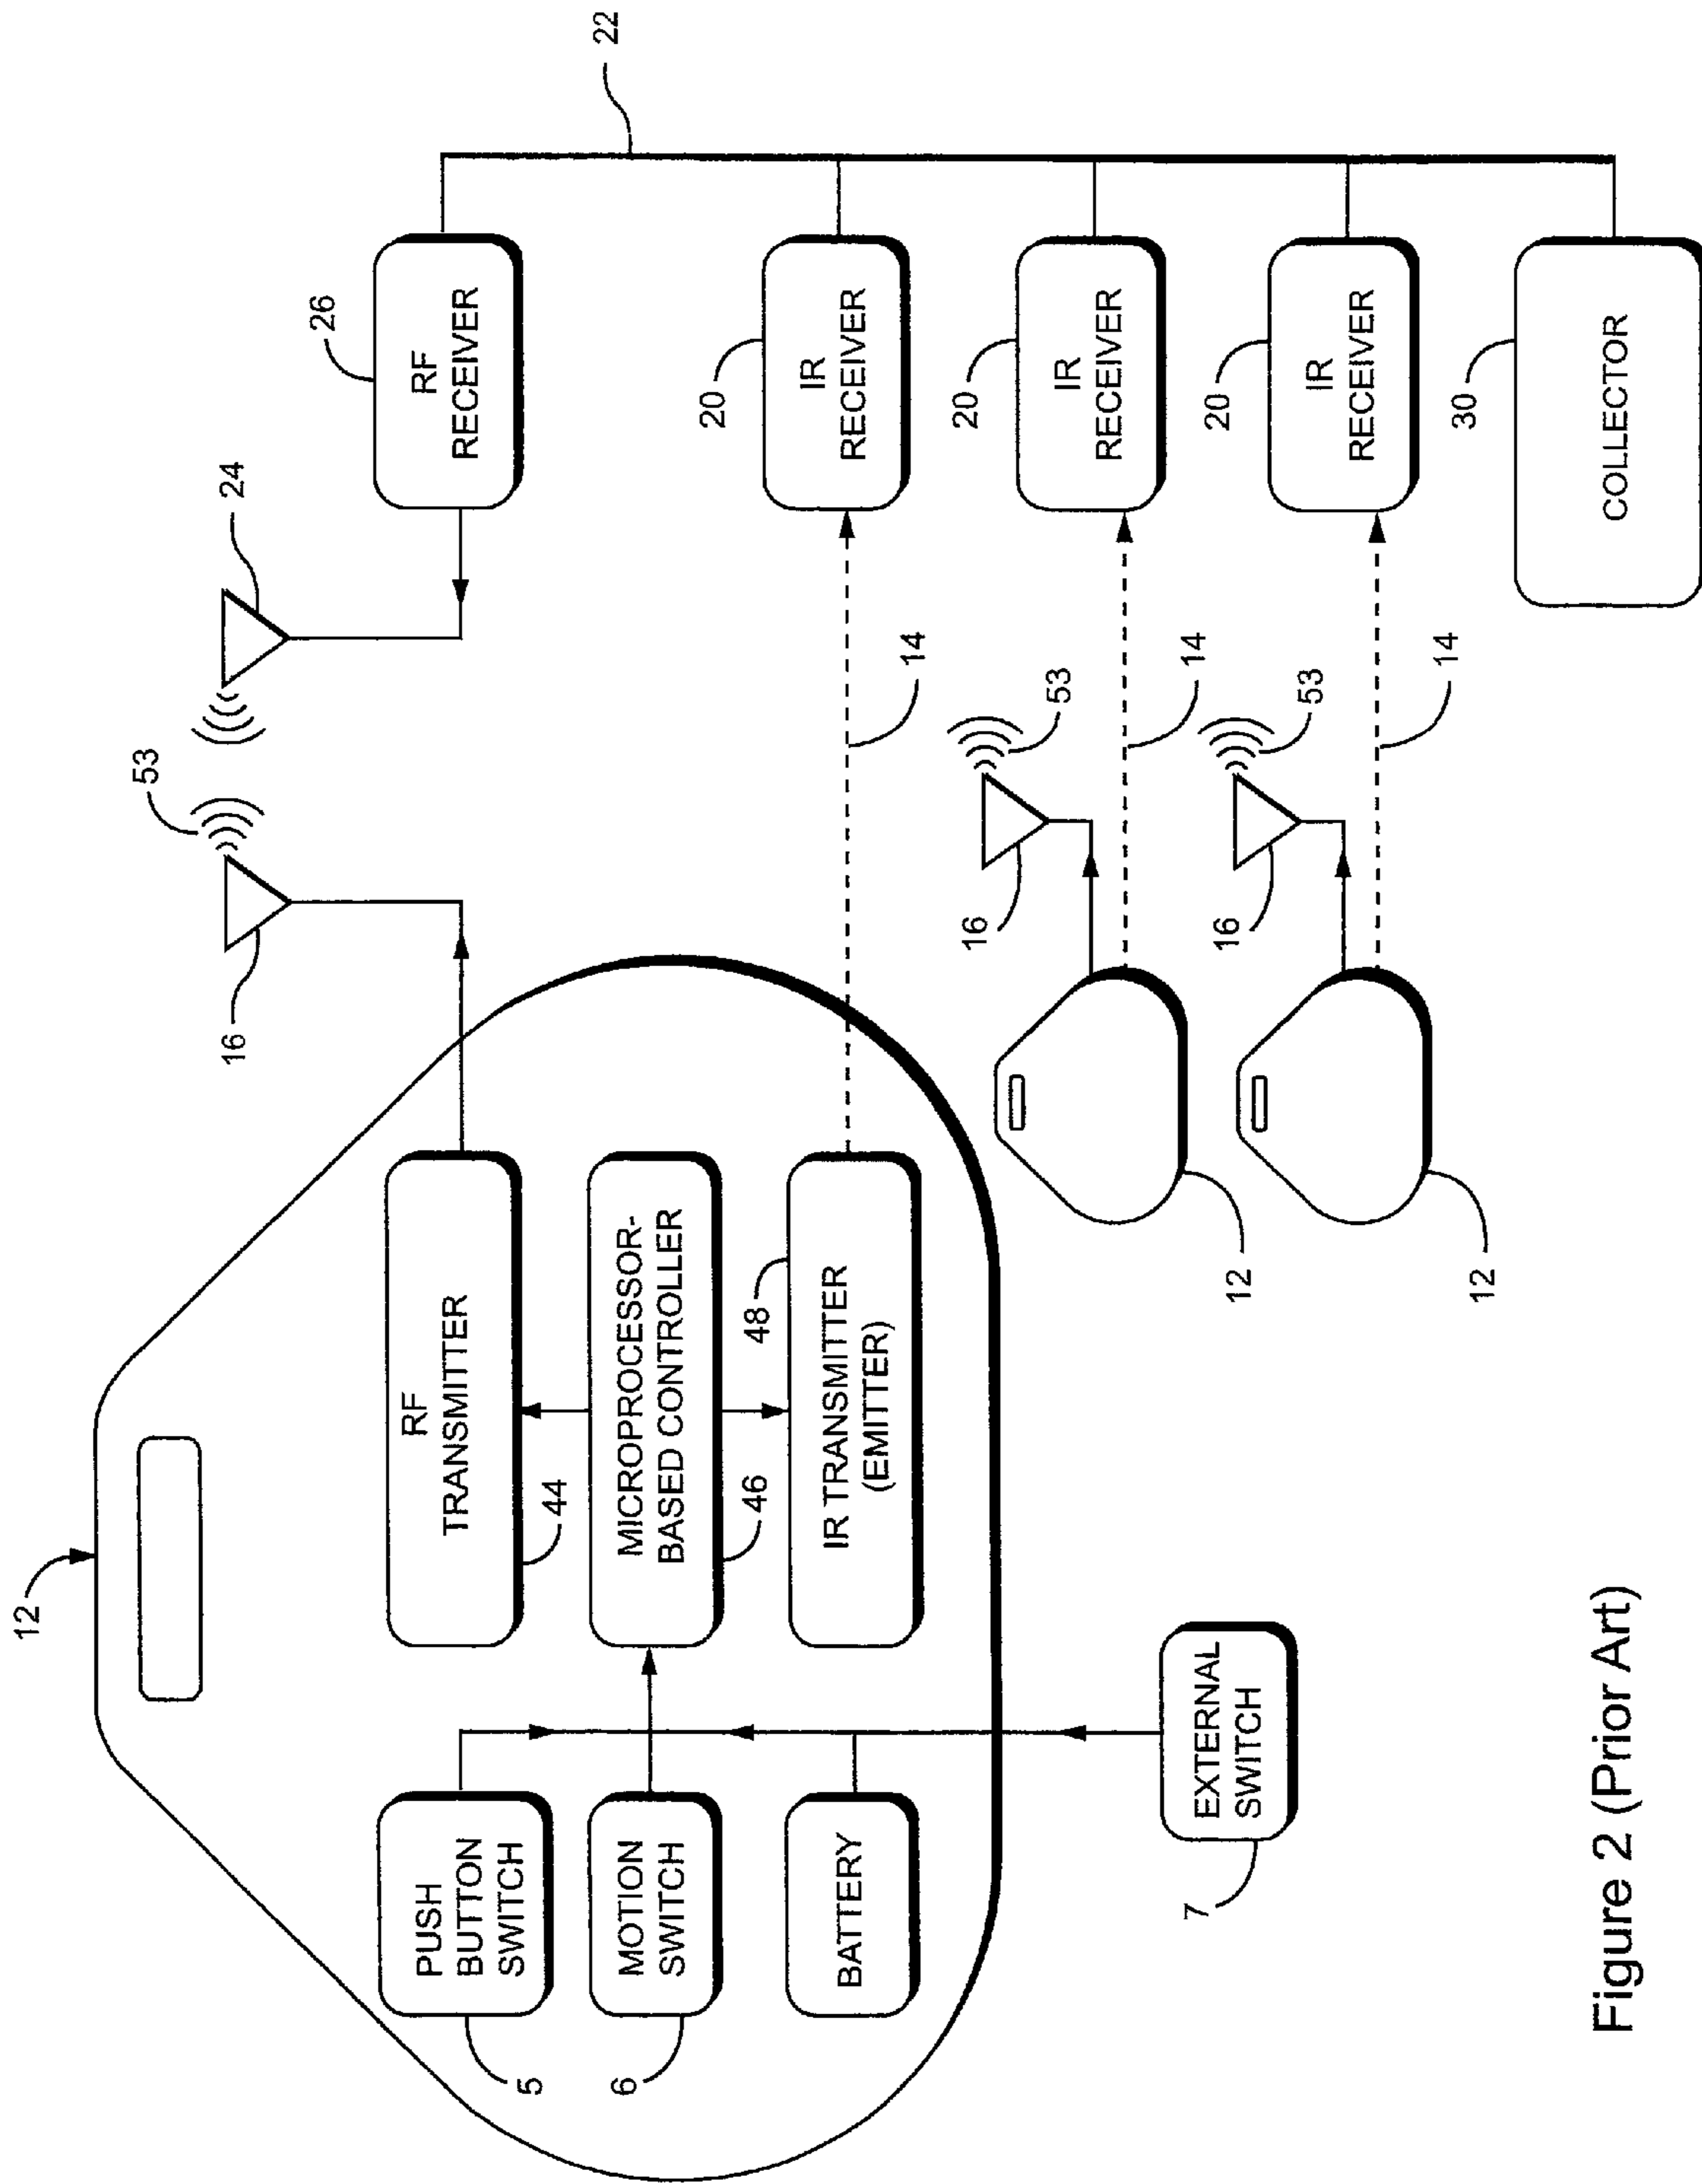 12
53
24
16
26
RF
RECEIVER
22
PUSH
BUTTON
SWITCH
5
RF
TRANSMITTER
44
MOTION
SWITCH
6
MICROPROCESSOR-
BASED CONTROLLER
46
BATTERY
48
IR TRANSMITTER
(EMITTER)
14
20
IR
RECEIVER
EXTERNAL
SWITCH
7
12
16
53
14
20
IR
RECEIVER
12
16
53
14
20
IR
RECEIVER
30
COLLECTOR
Figure 2 (Prior Art)